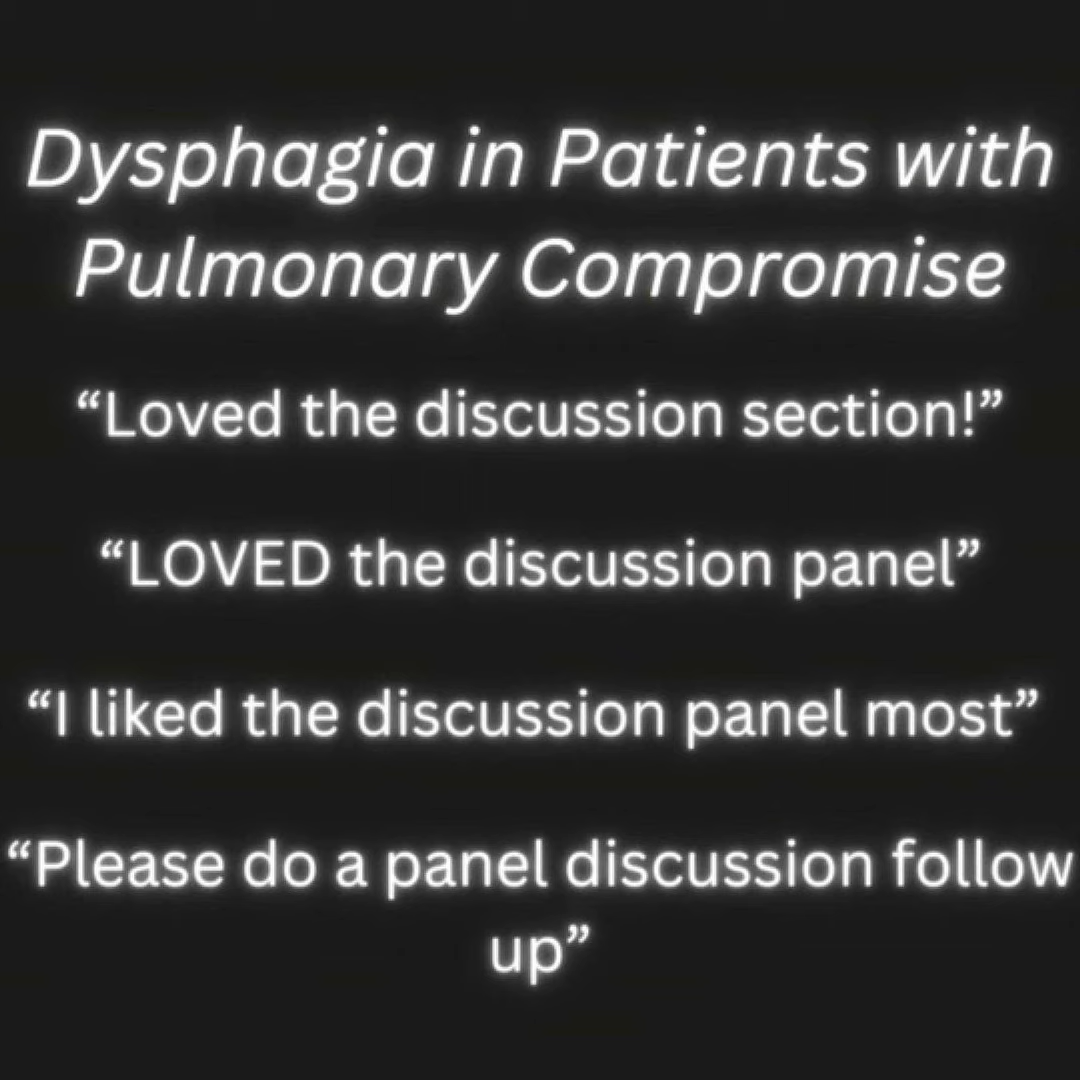 Dysphagia in Patients with
Pulmonary Compromise
“Loved the discussion section!”
“LOVED the discussion panel”
“I liked the discussion panel most”
“Please do a panel discussion follow
up”